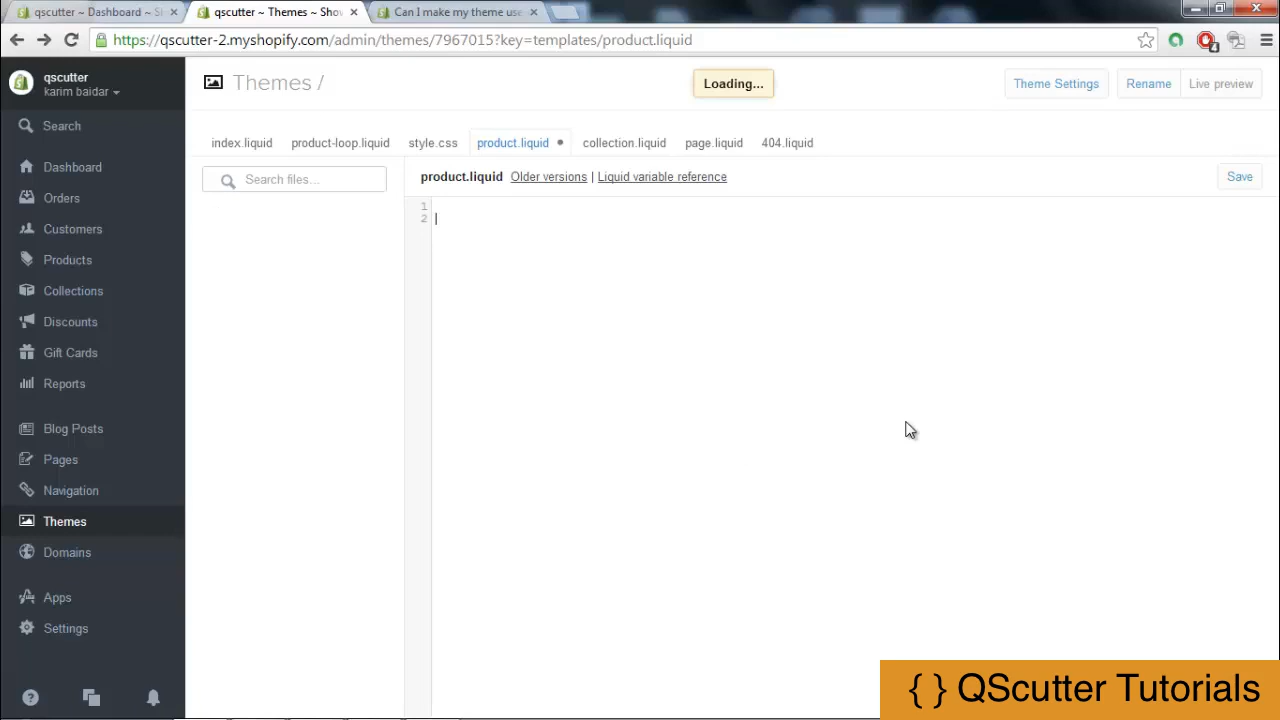 qscutter ~ Dashboard ~ S
qscutter ~ Themes ~ Sho
Can I make my theme use
https://qscutter-2.myshopify.com/admin/themes/7967015?key=templates/product.liquid
4
qscutter
karim baidar
Search
Dashboard
Orders
Customers
Products
Collections
Discounts
Gift Cards
Reports
Blog Posts
Pages
Navigation
Themes
Domains
Apps
Settings
Themes /
Loading...
Theme Settings
Rename
Live preview
index.liquid
product-loop.liquid
style.css
product.liquid
collection.liquid
page.liquid
404.liquid
Search files...
product.liquid Older versions | Liquid variable reference
Save
1
2
{ } QScutter Tutorials